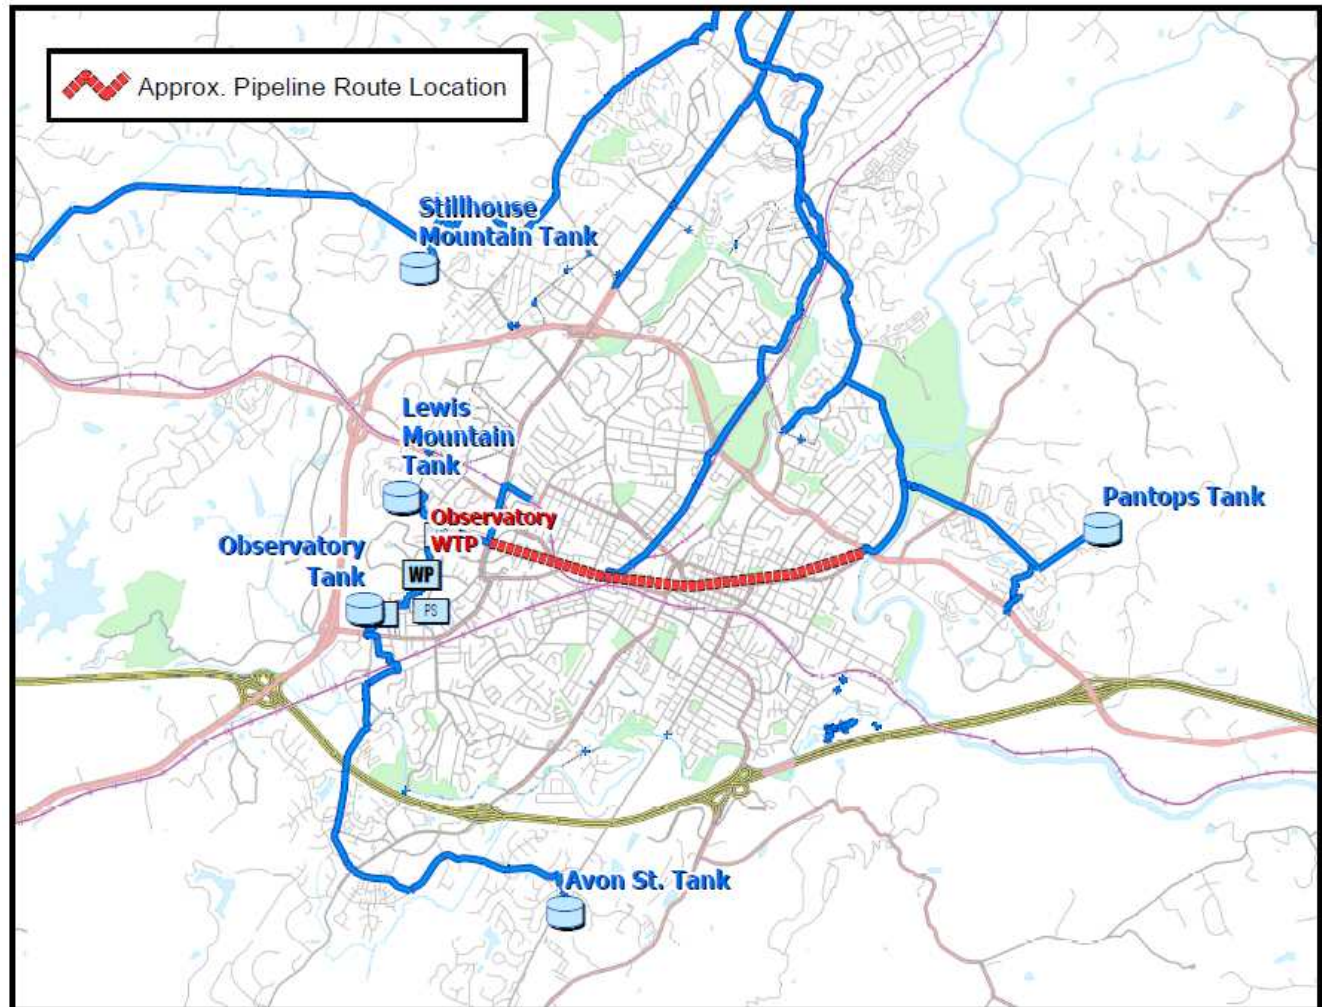 Approx. Pipeline Route Location
Stillhouse
Mountain Tank
Lewis
Mountain
Tank
Observatory
WTP
Pantops Tank
Observatory
Tank
WP
PS
Avon St. Tank